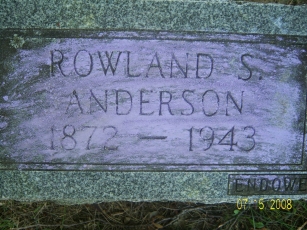 ROWLAND S.
ANDERSON
1872 — 1943
07 5 2008